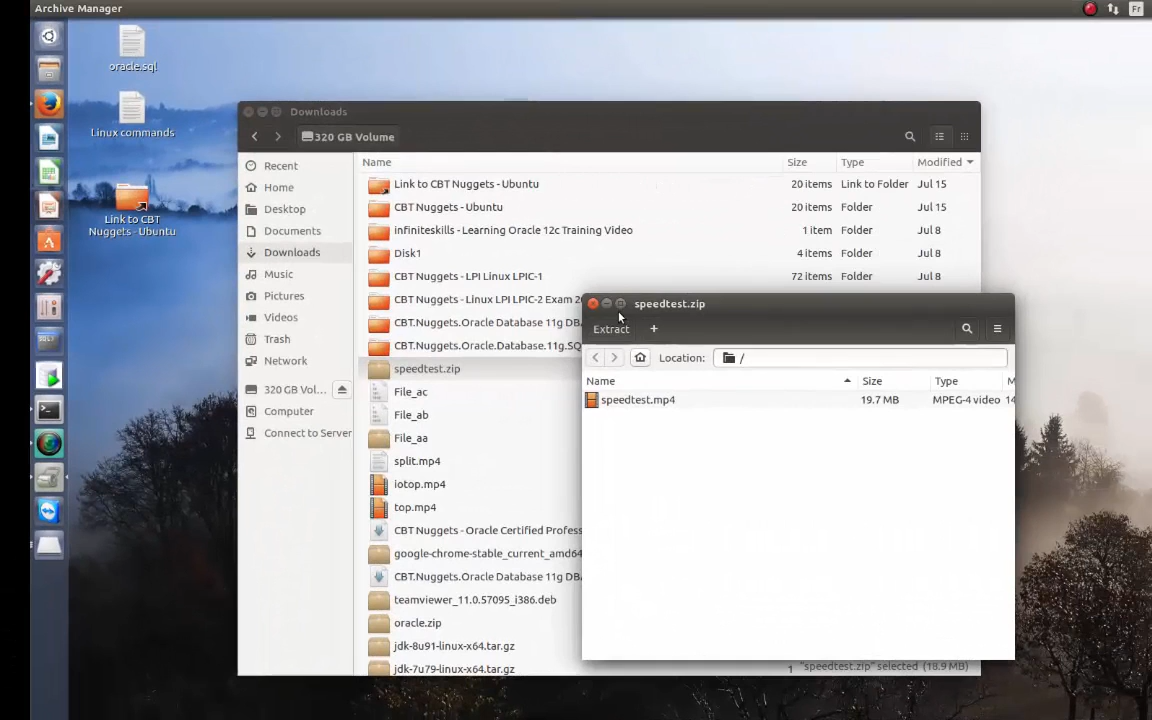 Archive Manager
Fr
oracle.sql
Linux commands
Link to CBT
Nuggets - Ubuntu
Downloads
320 GB Volume
Recent
Home
Desktop
Documents
Downloads
Music
Pictures
Videos
Trash
Network
320 GB Vol...
Computer
Connect to Server
Name Size Type Modified
Link to CBT Nuggets - Ubuntu 20 items Link to Folder Jul 15
CBT Nuggets - Ubuntu 20 items Folder Jul 15
infiniteskills - Learning Oracle 12c Training Video 1 item Folder Jul 8
Disk1 4 items Folder Jul 8
CBT Nuggets - LPI Linux LPIC-1 72 items Folder Jul 8
CBT Nuggets - Linux LPI LPIC-2 Exam 20
CBT.Nuggets.Oracle Database 11g DB
CBT.Nuggets.Oracle.Database.11g.SQ
speedtest.zip
File_ac
File_ab
File_aa
split.mp4
iotop.mp4
top.mp4
CBT Nuggets - Oracle Certified Profess
google-chrome-stable_current_amd64
CBT.Nuggets.Oracle Database 11g DB
teamviewer_11.0.57095_i386.deb
oracle.zip
jdk-8u91-linux-x64.tar.gz
jdk-7u79-linux-x64.tar.gz
1 "speedtest.zip" selected (18.9 MB)
speedtest.zip
Extract +
Location: /
Name Size Type M
speedtest.mp4 19.7 MB MPEG-4 video 14